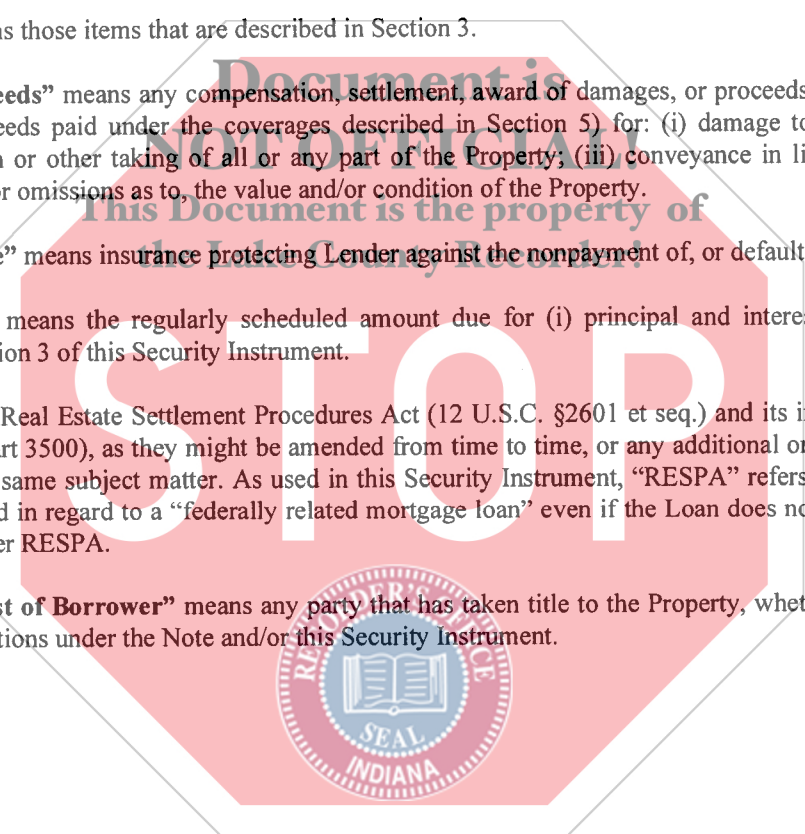 s those items that are described in Section 3.
Document is
eeds” means any compensation, settlement, award of damages, or proceeds
eeds paid under the coverages described in Section 5) for: (i) damage to
NOT OFFICIAL!
n or other taking of all or any part of the Property; (iii) conveyance in li
r omissions as to, the value and/or condition of the Property.
This Document is the property of
e” means insurance protecting Lender against the nonpayment of, or default
the Lake County Recorder!
means the regularly scheduled amount due for (i) principal and intere
ion 3 of this Security Instrument.
STOP
Real Estate Settlement Procedures Act (12 U.S.C. §2601 et seq.) and its i
rt 3500), as they might be amended from time to time, or any additional or
same subject matter. As used in this Security Instrument, “RESPA” refers
d in regard to a “federally related mortgage loan” even if the Loan does no
er RESPA.
st of Borrower” means any party that has taken title to the Property, whet
tions under the Note and/or this Security Instrument.
RECORDER'S OFFICE
SEAL
INDIANA